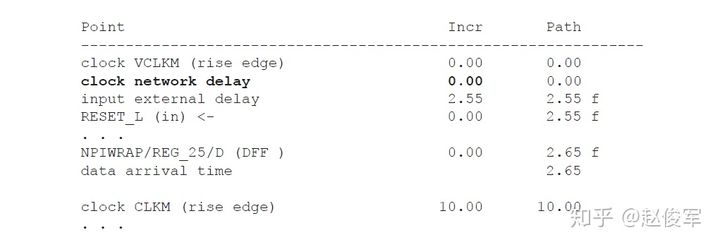 Point Incr Path
------------------------------------------------------------------
clock VCLKM (rise edge) 0.00 0.00
clock network delay 0.00 0.00
input external delay 2.55 2.55 f
RESET_L (in) <- 0.00 2.55 f
. . .
NPIWRAP/REG_25/D (DFF ) 0.00 2.65 f
data arrival time 2.65
clock CLKM (rise edge) 10.00 10.00
. . .
知乎 @赵俊军